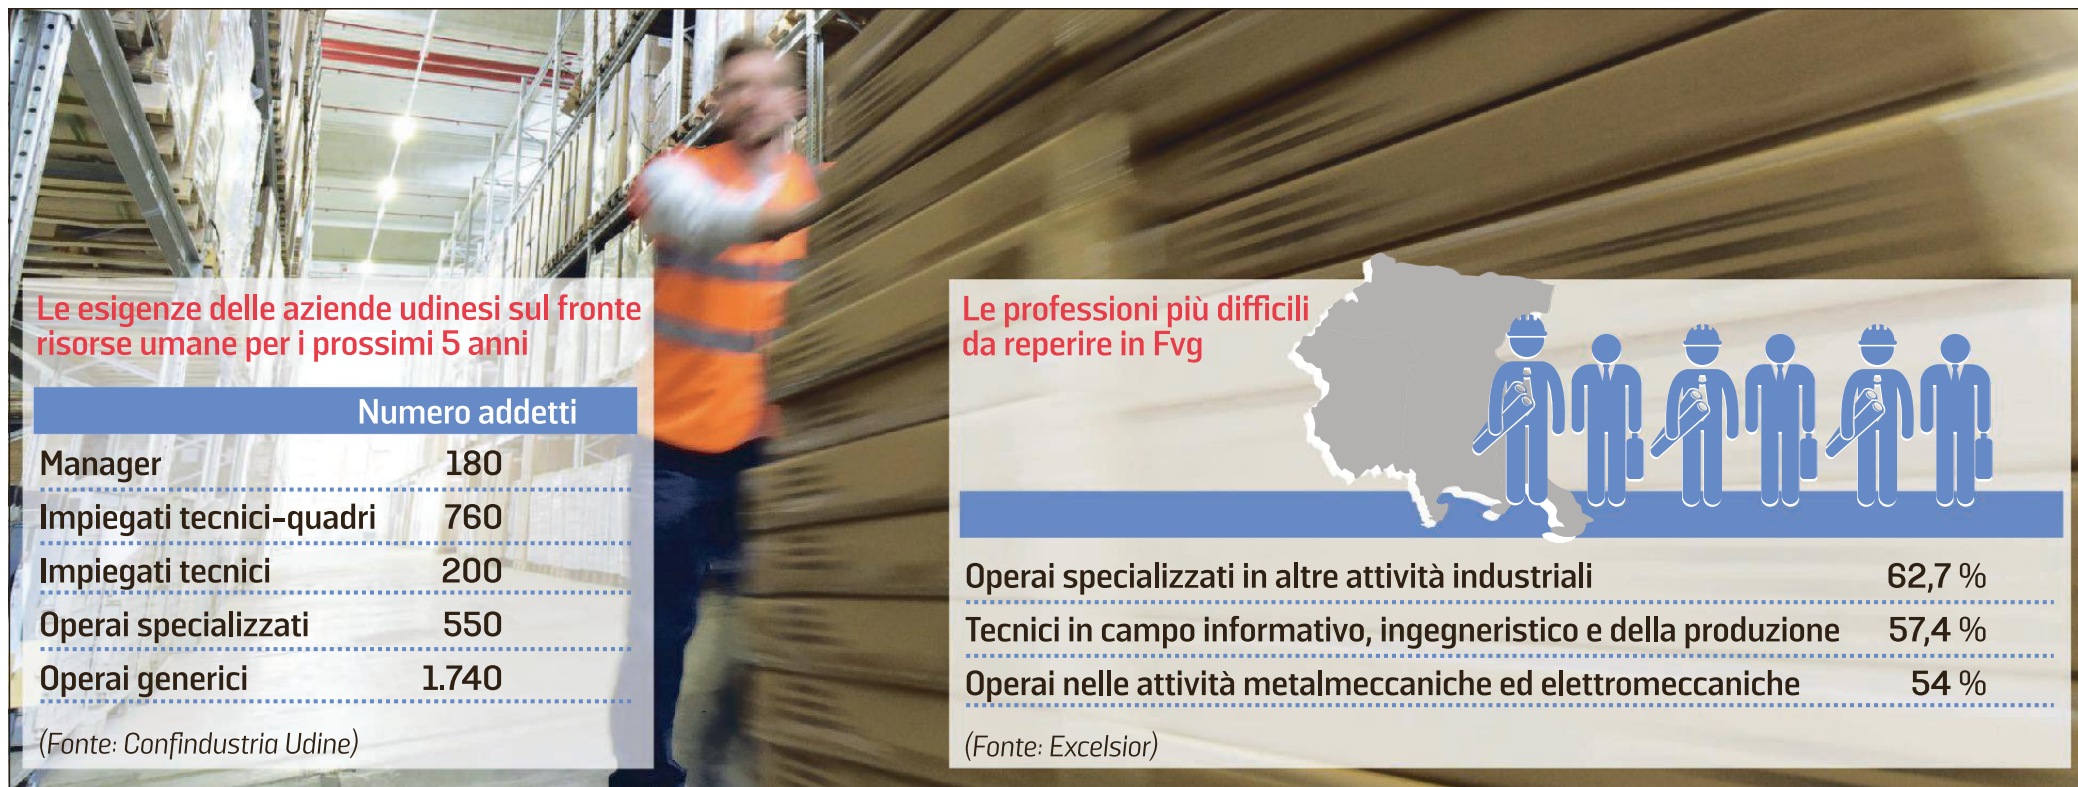 Le esigenze delle aziende udinesi sul fronte
risorse umane per i prossimi 5 anni
Numero addetti
Manager 180
Impiegati tecnici-quadri 760
Impiegati tecnici 200
Operai specializzati 550
Operai generici 1.740
(Fonte: Confindustria Udine)
Le professioni più difficili
da reperire in Fvg
Operai specializzati in altre attività industriali 62,7 %
Tecnici in campo informativo, ingegneristico e della produzione 57,4 %
Operai nelle attività metalmeccaniche ed elettromeccaniche 54 %
(Fonte: Excelsior)